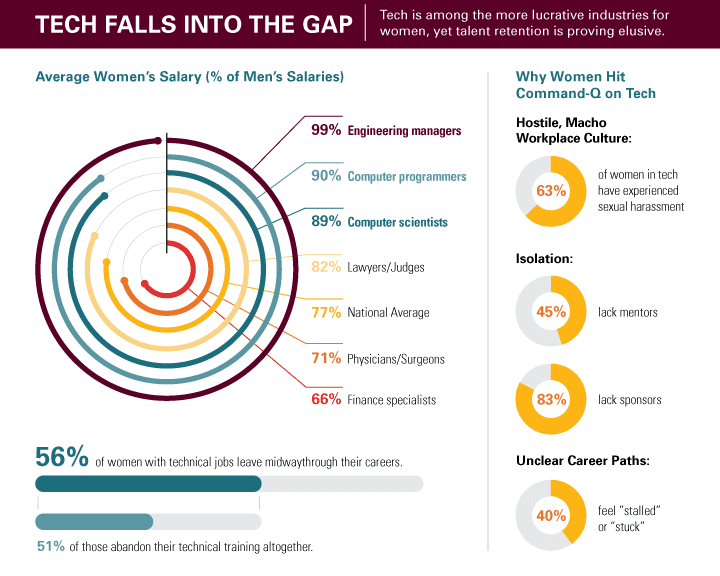 TECH FALLS INTO THE GAP
Tech is among the more lucrative industries for
women, yet talent retention is proving elusive.
Average Women's Salary (% of Men's Salaries)
99% Engineering managers
90% Computer programmers
89% Computer scientists
82% Lawyers/Judges
77% National Average
71% Physicians/Surgeons
66% Finance specialists
56% of women with technical jobs leave midwaythrough their careers.
51% of those abandon their technical training altogether.
Why Women Hit
Command-Q on Tech
Hostile, Macho
Workplace Culture:
63%
of women in tech
have experienced
sexual harassment
Isolation:
45% lack mentors
83% lack sponsors
Unclear Career Paths:
40%
feel “stalled”
or “stuck”